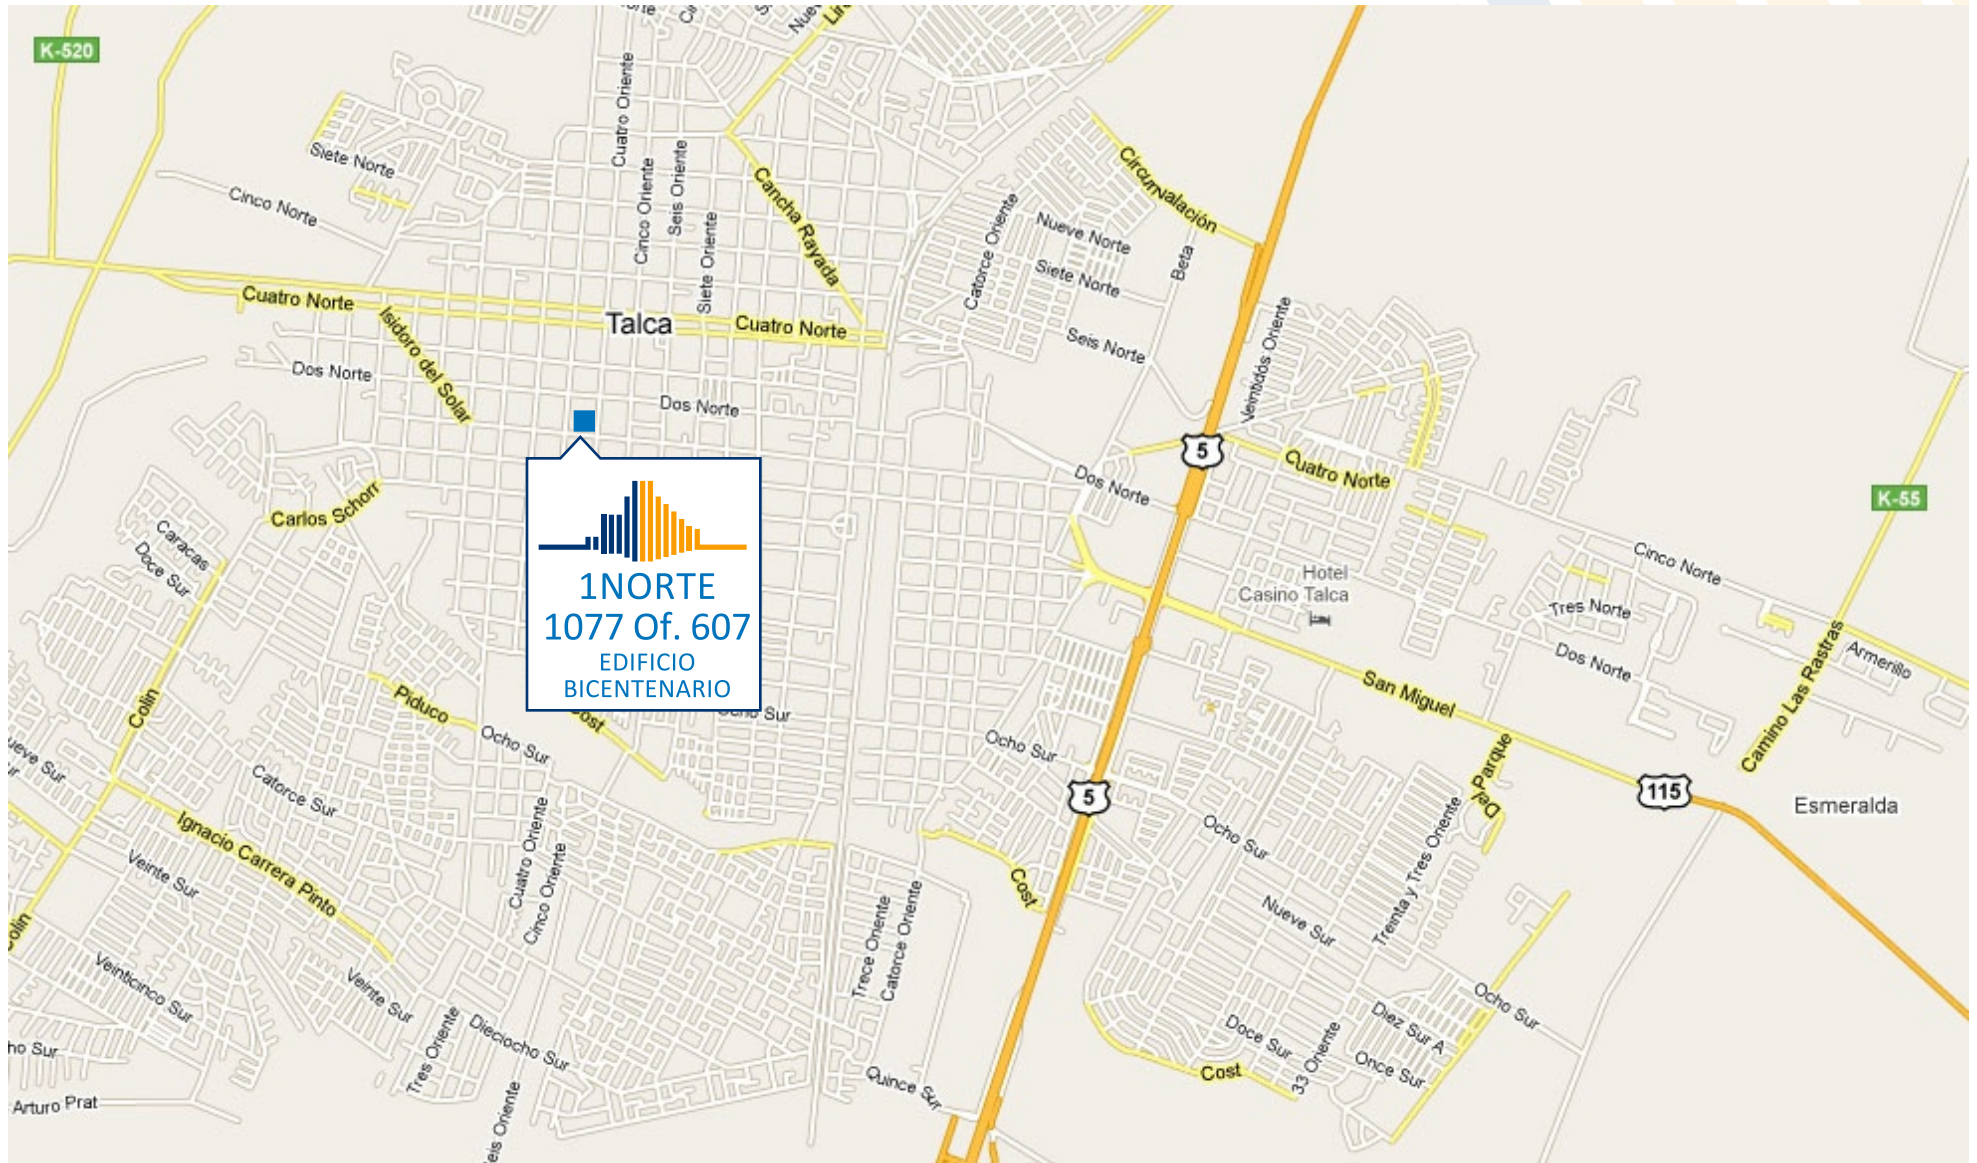 K-520
Cuatro Oriente
Siete Norte
Cinco Norte
Cinco Oriente
Seis Oriente
Siete Oriente
Cancha Rayada
Circunvalación
Catorce Oriente
Nueve Norte
Siete Norte
Beta
Seis Norte
Cuatro Norte
Isidoro del Solar
Talca
Cuatro Norte
Veintidós Oriente
Dos Norte
Dos Norte
5
Cuatro Norte
Dos Norte
K-55
Carlos Schorr
Caracas
Doce Sur
1NORTE
1077 Of. 607
EDIFICIO
BICENTENARIO
Hotel
Casino Talca
Cinco Norte
Tres Norte
Dos Norte
Armerillo
Camino Las Rastras
San Miguel
Colin
Piduco
Cost
Ocho Sur
Ocho Sur
Ocho Sur
Del Parque
5
115
Esmeralda
Catorce Sur
Ignacio Carrera Pinto
Veinte Sur
Cuatro Oriente
Cinco Oriente
Ocho Sur
Cost
Treinta y Tres Oriente
Nueve Sur
Trece Oriente
Catorce Oriente
Veinticinco Sur
Veinte Sur
Tres Oriente
Dieciocho Sur
Quince Sur
Ocho Sur
Diez Sur A
Doce Sur
Once Sur
33 Oriente
Cost
Arturo Prat